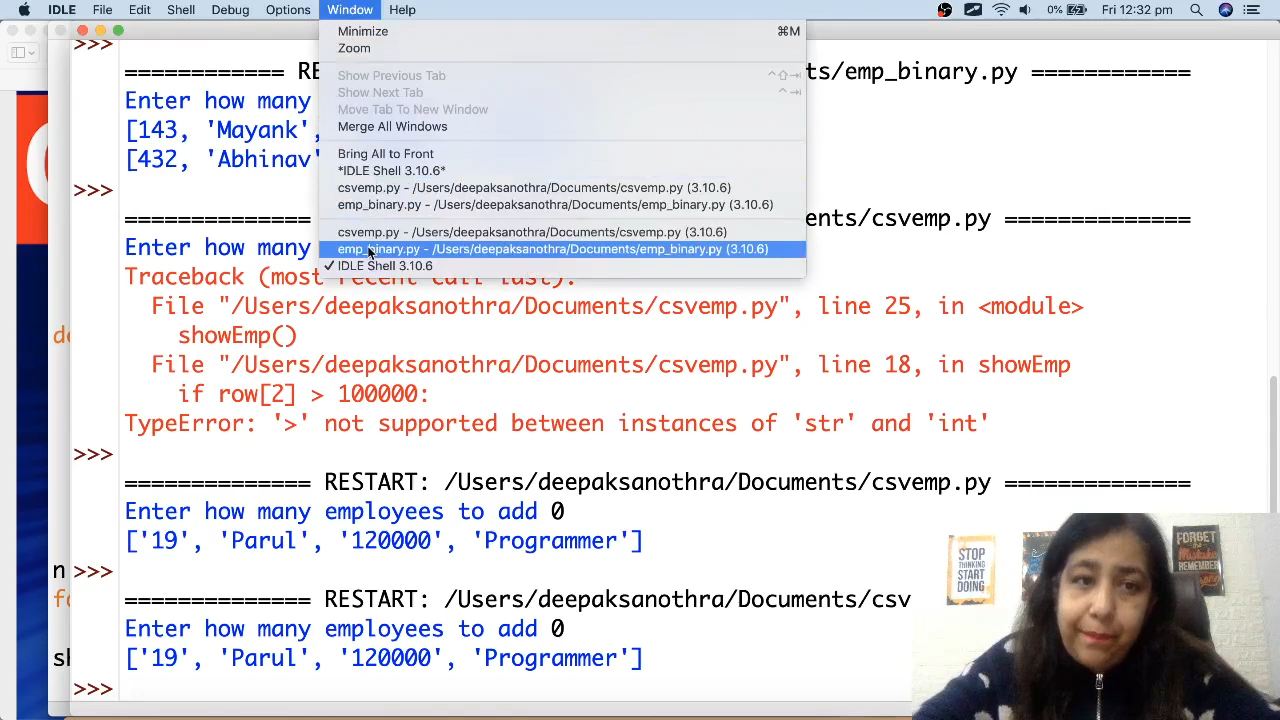 IDLE File Edit Shell Debug Options Window Help 0% Fri 12:32 pm
Minimize ⌘M
Zoom
Show Previous Tab
Show Next Tab
Move Tab To New Window
Merge All Windows
Bring All to Front
*IDLE Shell 3.10.6*
csvemp.py – /Users/deepaksanothra/Documents/csvemp.py (3.10.6)
emp_binary.py – /Users/deepaksanothra/Documents/emp_binary.py (3.10.6)
csvemp.py - /Users/deepaksanothra/Documents/csvemp.py (3.10.6)
emp_binary.py - /Users/deepaksanothra/Documents/emp_binary.py (3.10.6)
✓ IDLE Shell 3.10.6
>>>
============ RE ts/emp_binary.py ============
Enter how many
[143, 'Mayank',
[432, 'Abhinav'
>>>
============== ents/csvemp.py ==============
Enter how many
Traceback (most recent call last):
File "/Users/deepaksanothra/Documents/csvemp.py", line 25, in <module>
showEmp()
File "/Users/deepaksanothra/Documents/csvemp.py", line 18, in showEmp
if row[2] > 100000:
TypeError: '>' not supported between instances of 'str' and 'int'
>>>
============== RESTART: /Users/deepaksanothra/Documents/csvemp.py ==============
Enter how many employees to add 0
['19', 'Parul', '120000', 'Programmer']
>>>
============== RESTART: /Users/deepaksanothra/Documents/csv
Enter how many employees to add 0
['19', 'Parul', '120000', 'Programmer']
>>>
de
n
fo
sh
STOP
THINKING
START
DOING
FORGET
THE
Mistake
REMEMBER